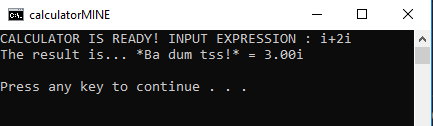 calculatorMINE
CALCULATOR IS READY! INPUT EXPRESSION : i+2i
The result is... *Ba dum tss!* = 3.00i
Press any key to continue . . .